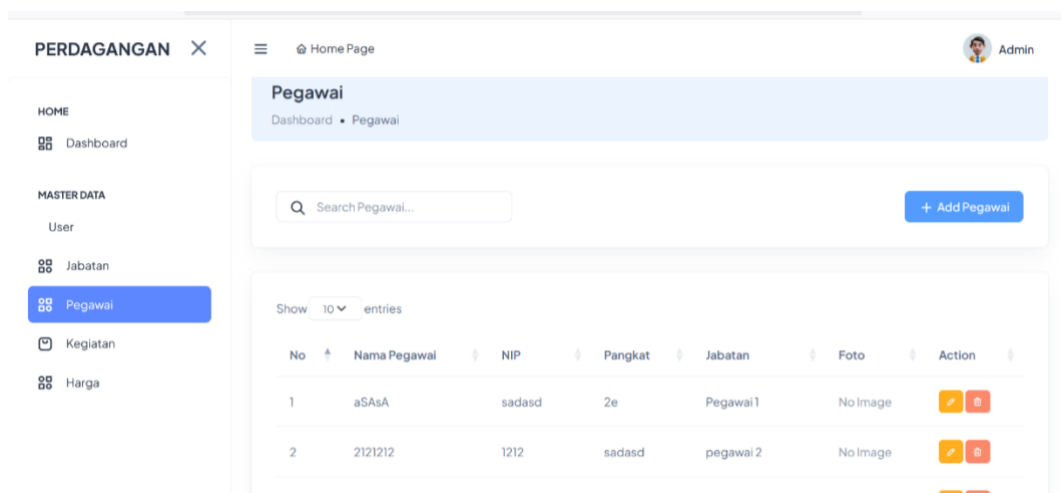 PERDAGANGAN
Home Page
Admin
HOME
Dashboard
MASTER DATA
User
Jabatan
Pegawai
Kegiatan
Harga
Pegawai
Dashboard • Pegawai
Search Pegawai...
+ Add Pegawai
Show 10 entries
No Nama Pegawai NIP Pangkat Jabatan Foto Action
1 aSAsA sadasd 2e Pegawai 1 No Image
2 2121212 1212 sadasd pegawai 2 No Image